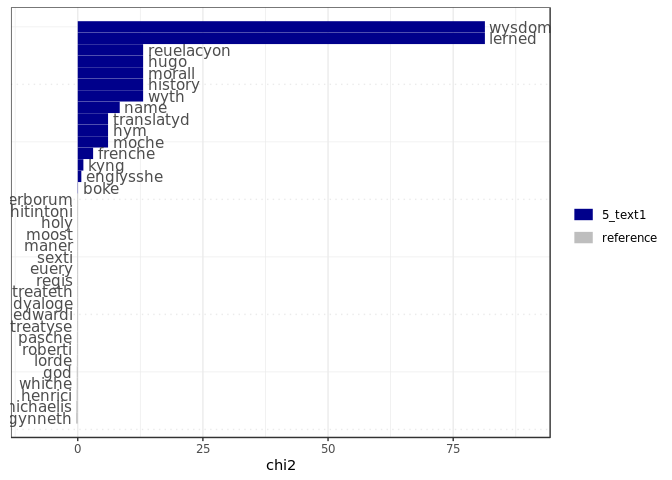 wysdom
lerned
reuelacyon
hugo
morall
history
wyth
name
translatyd
hym
moche
frenche
kyng
englysshe
boke
erborum
hitintoni
holy
moost
maner
sexti
euery
regis
treateth
dyaloge
edwardi
treatyse
pasche
roberti
lorde
god
whiche
henrici
michaelis
gynneth
0 25 50 75
chi2
5_text1
reference